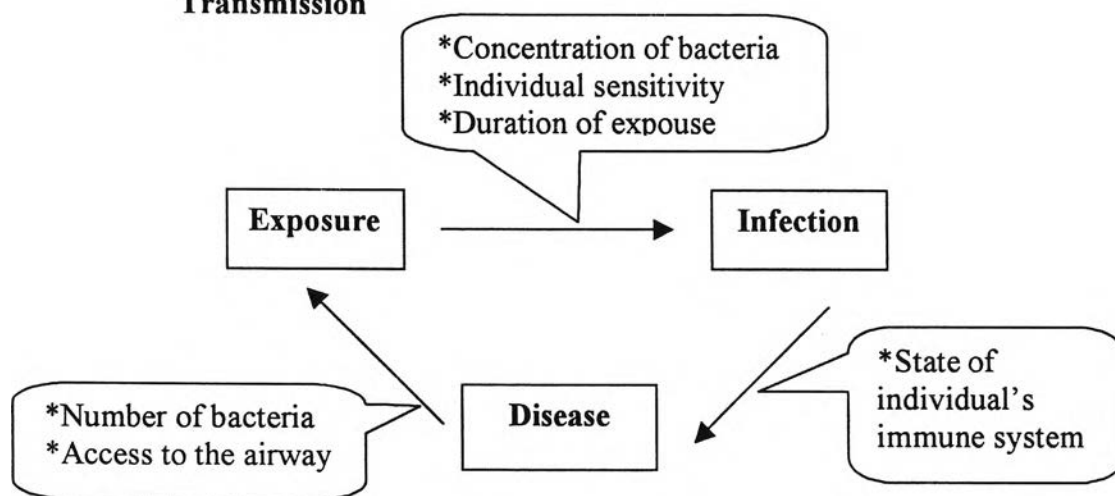 Transmission
*Concentration of bacteria
*Individual sensitivity
*Duration of expouse
Exposure
Infection
*State of
individual's
immune system
*Number of bacteria
*Access to the airway
Disease